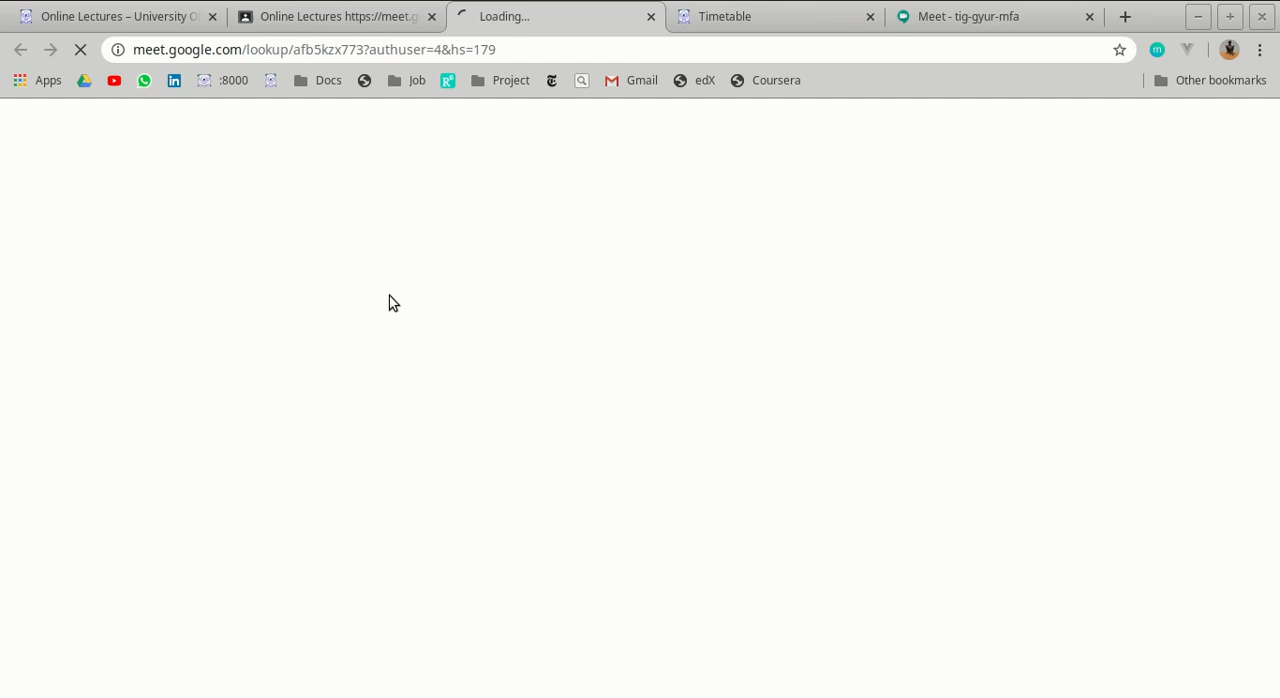 Online Lectures – University O
Online Lectures https://meet.g
Loading...
Timetable
Meet - tig-gyur-mfa
meet.google.com/lookup/afb5kzx773?authuser=4&hs=179
Apps
:8000
Docs
Job
Project
Gmail
edX
Coursera
Other bookmarks